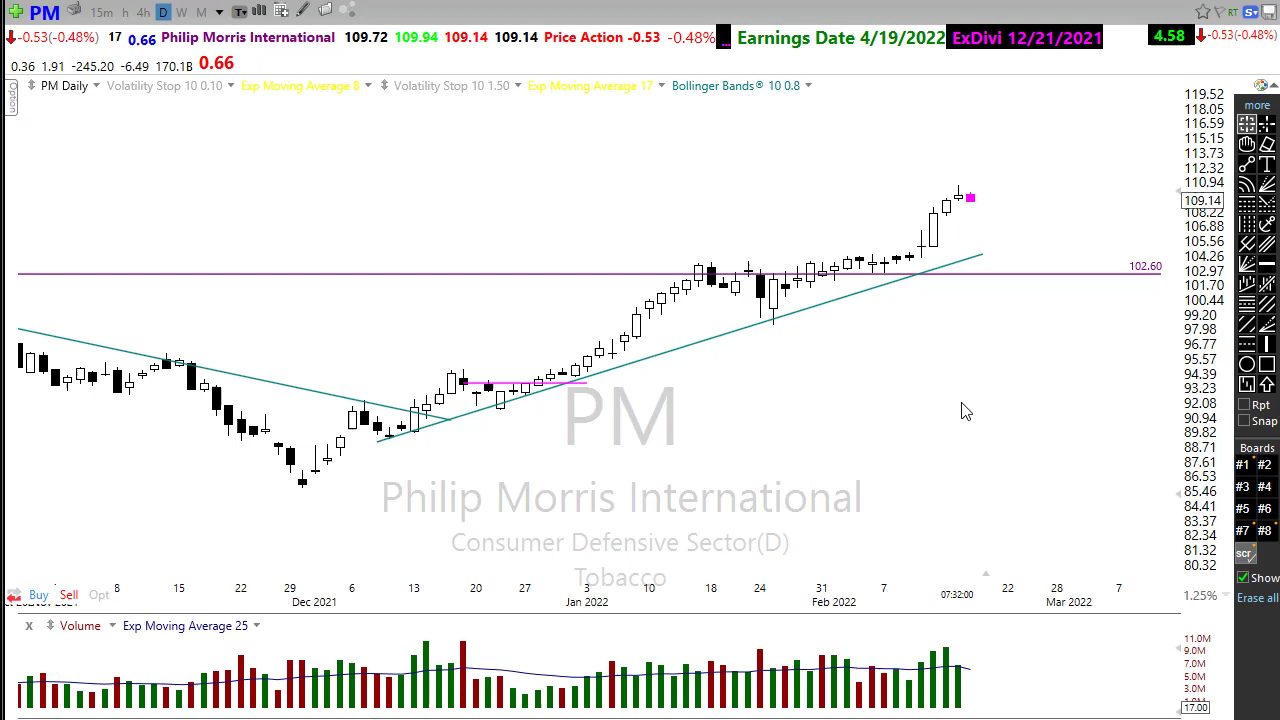 PM 15m h 4h D W M T RT S
-0.53(-0.48%) 17 0.66 Philip Morris International 109.72 109.94 109.14 109.14 Price Action -0.53 -0.48% ... Earnings Date 4/19/2022 ExDivi 12/21/2021 4.58 -0.53(-0.48%)
0.36 1.91 -245.20 -6.49 170.1B 0.66
Option
PM Daily Volatility Stop 10 0.10 Exp Moving Average 8 Volatility Stop 10 1.50 Exp Moving Average 17 Bollinger Bands® 10 0.8
119.52
118.05
116.59
115.15
113.73
112.32
110.94
109.14
108.22
106.88
105.56
104.26
102.60
102.97
101.70
100.44
99.20
97.98
96.77
95.57
94.39
93.23
92.08
90.94
89.82
88.71
87.61
86.53
85.46
84.41
83.37
82.34
81.32
80.32
more
Rpt
Snap
Boards
#1 #2
#3 #4
#5 #6
#7 #8
scr
Show
Erase all
PM
Philip Morris International
Consumer Defensive Sector(D)
Tobacco
Buy Sell Opt
8 15 22 29 6 13 20 27 3 10 18 24 31 7 07:32:00 22 28 7
Dec 2021 Jan 2022 Feb 2022 Mar 2022
1.25%
X Volume Exp Moving Average 25
11.0M
9.0M
7.0M
5.0M
3.0M
17.00